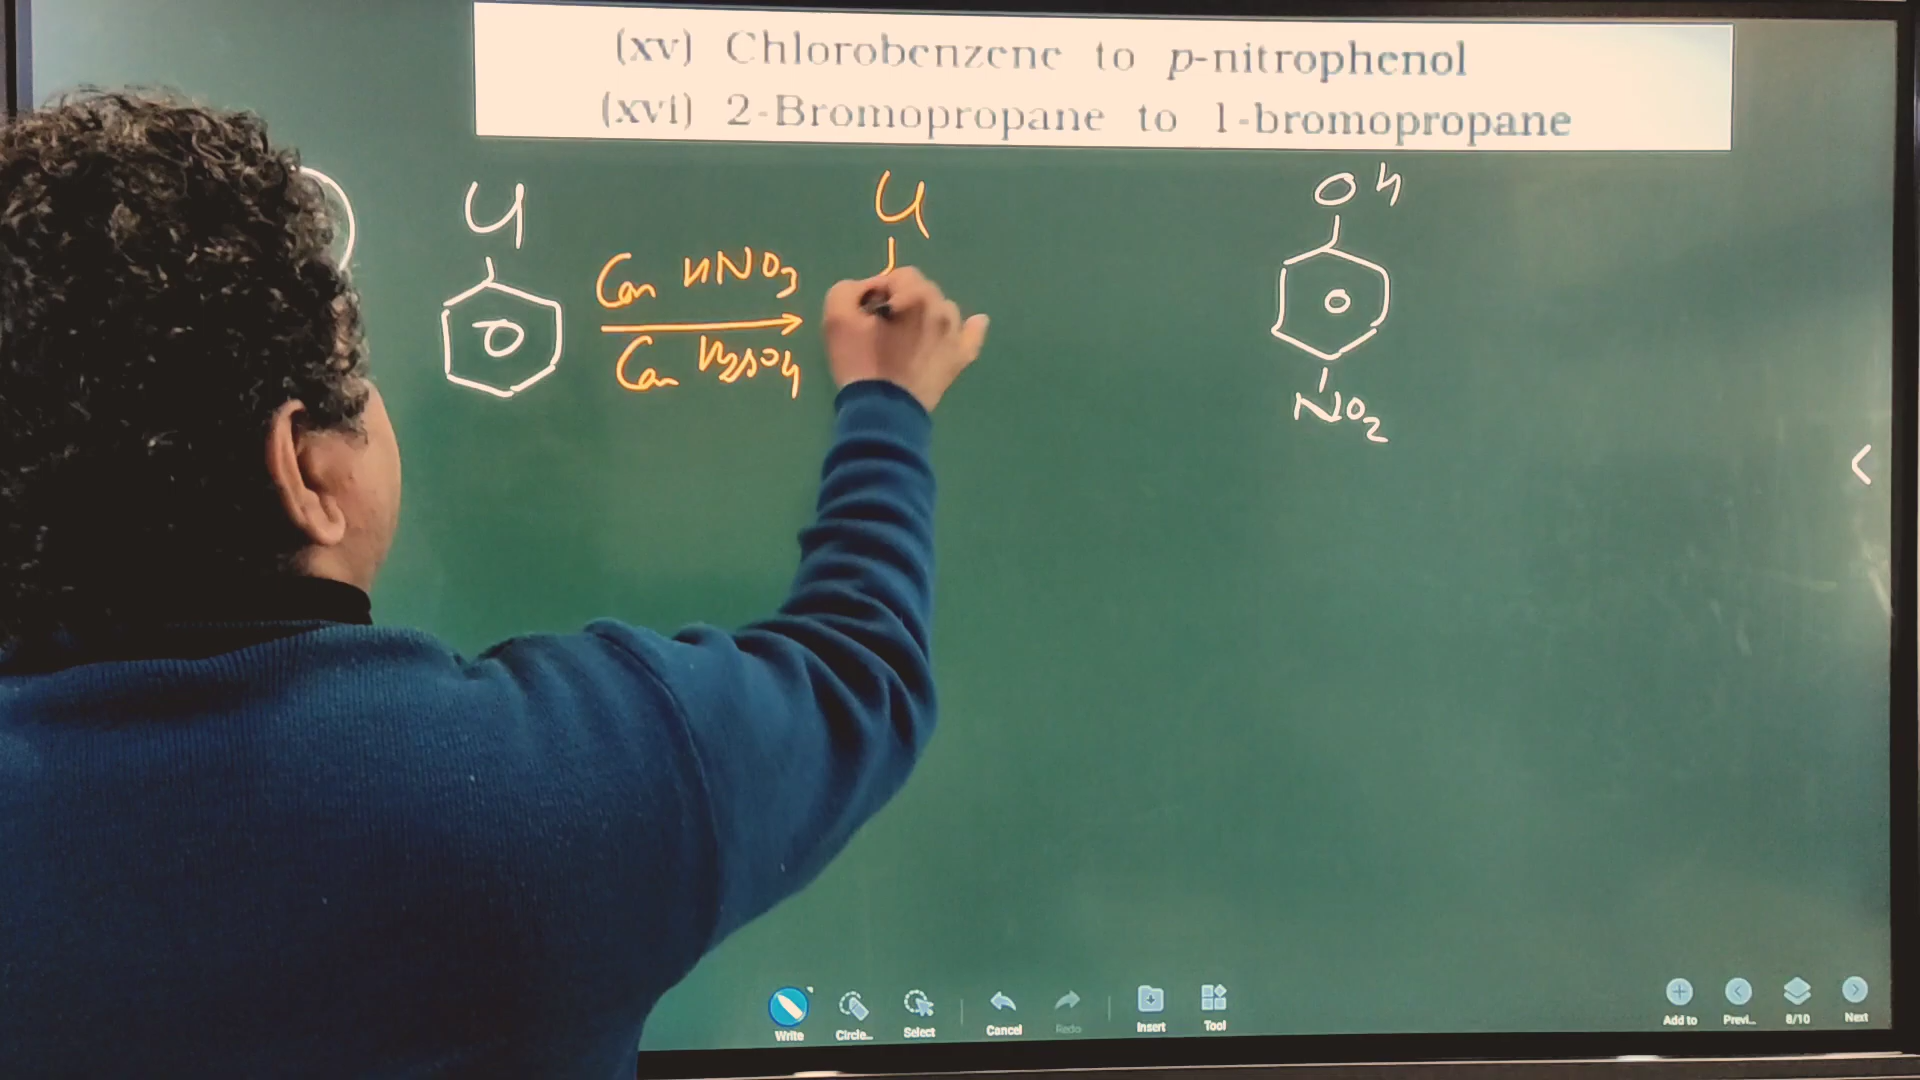 (xv) Chlorobenzene to p-nitrophenol
(xvi) 2-Bromopropane to 1-bromopropane
Cl
Cl
OH
Con HNO3
Con H2SO4
NO2
<
Write
Circle...
Select
Cancel
Redo
Insert
Tool
Add to
Previ...
8/10
Next